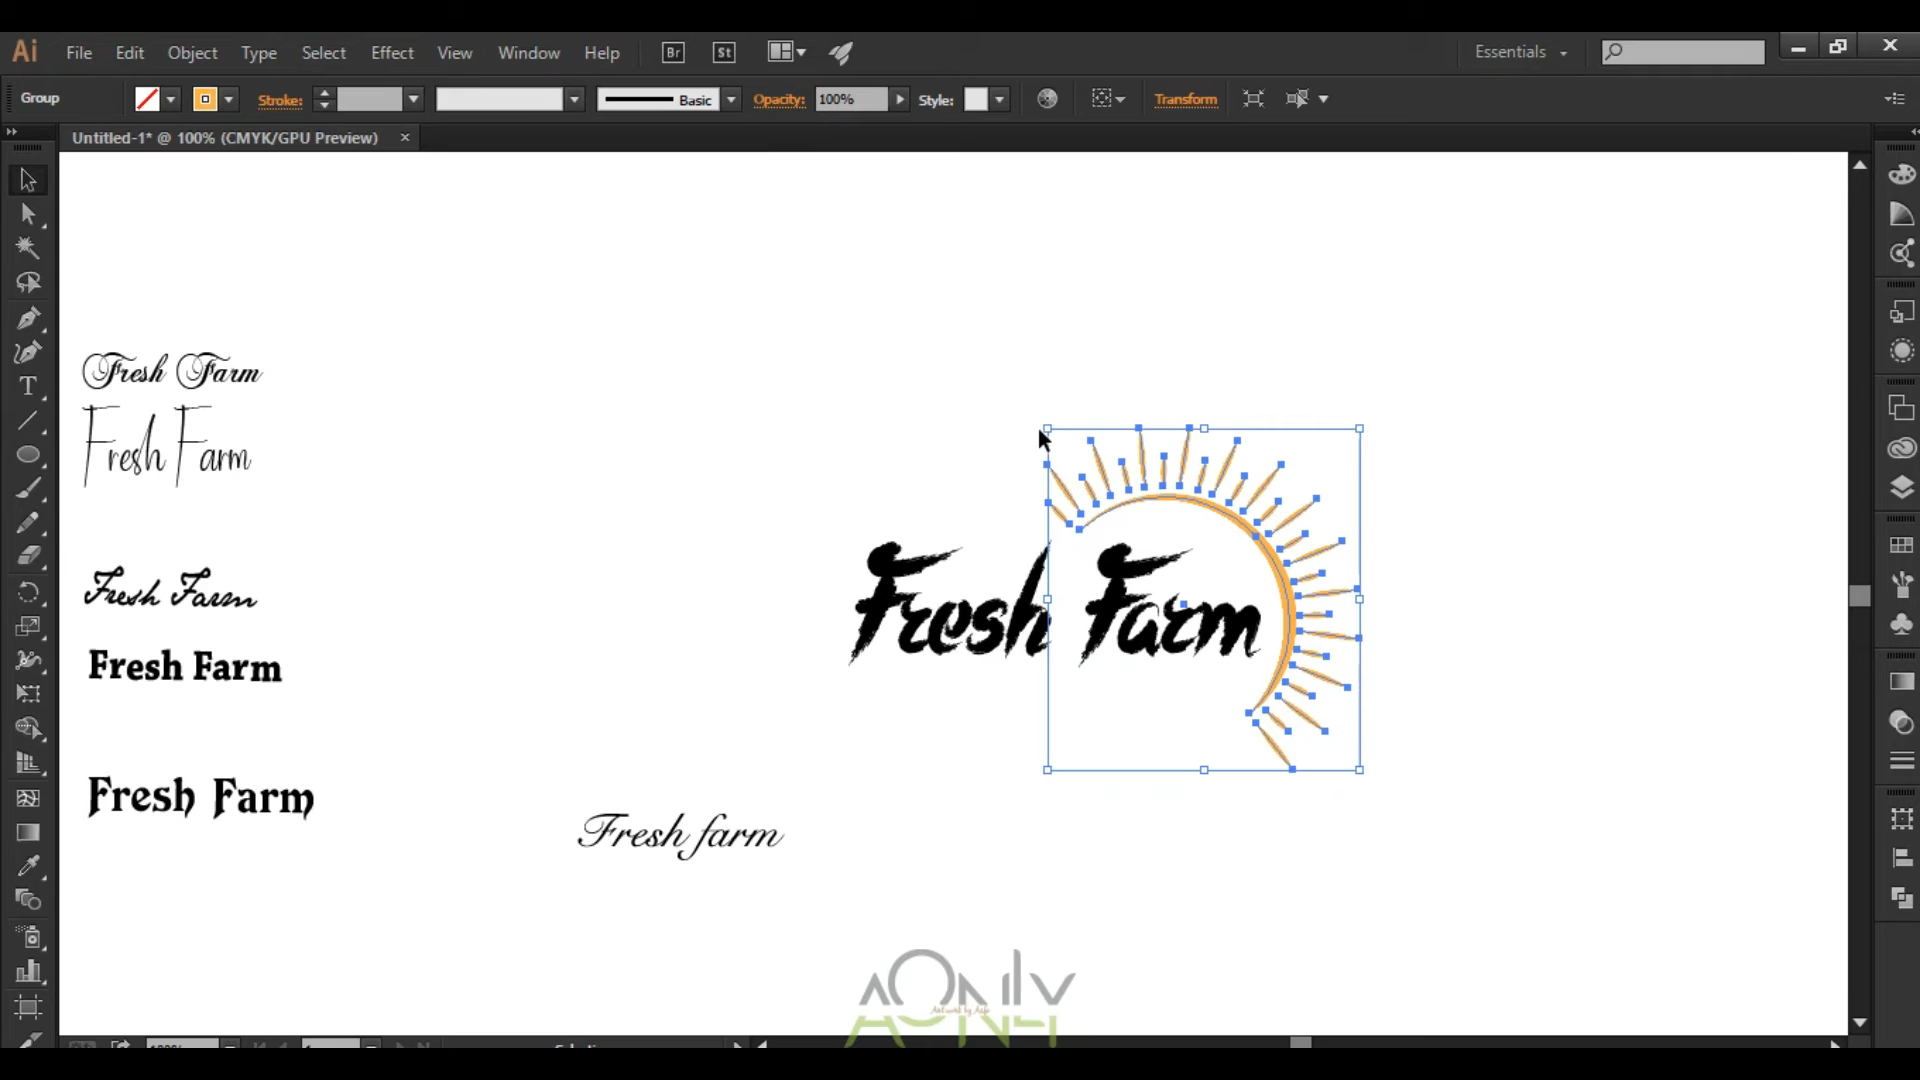 Ai File Edit Object Type Select Effect View Window Help Br St Essentials
Group Stroke: Basic Opacity: 100% Style: Transform
Untitled-1* @ 100% (CMYK/GPU Preview) ×
Fresh Farm
Fresh Farm
Fresh Farm
Fresh Farm
Fresh Farm
Fresh Farm
Fresh farm